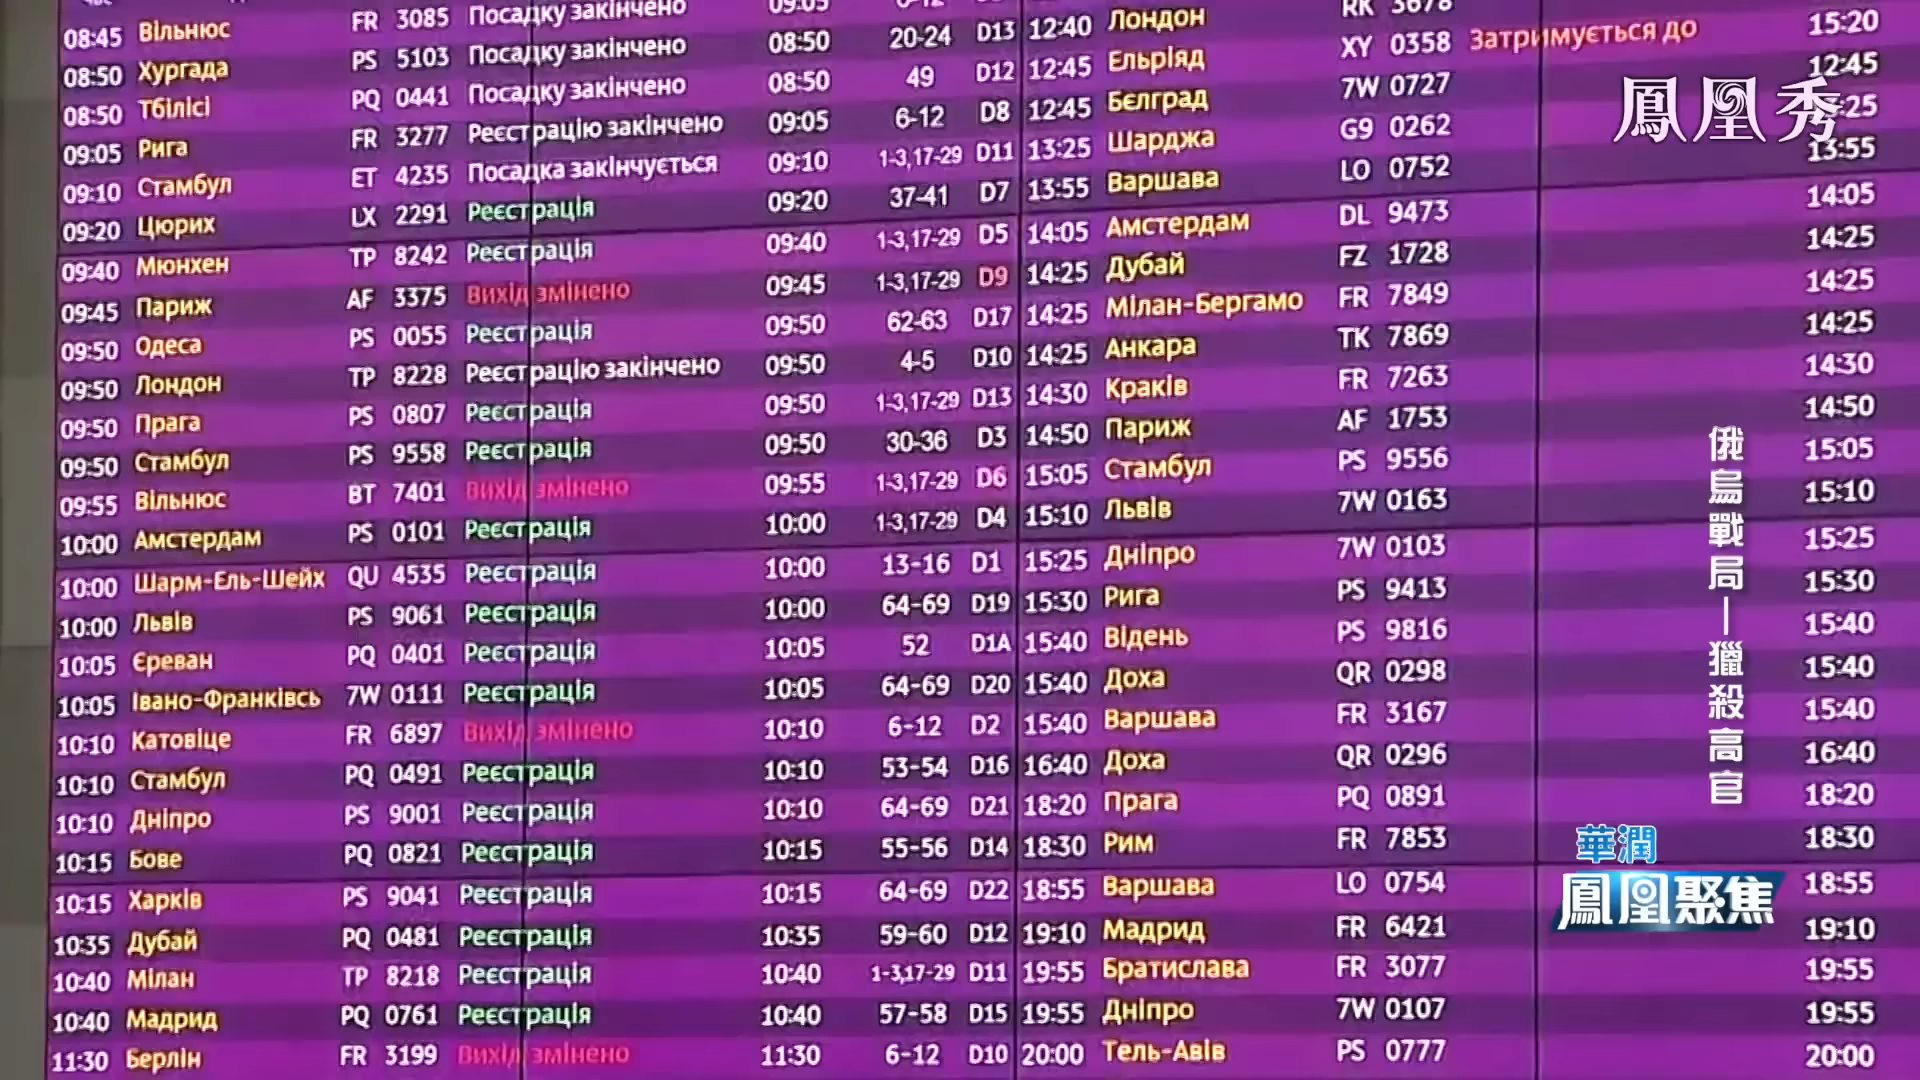 08:45 Вільнюс FR 3085 Посадку закінчено 09:05
08:50 Хургада PS 5103 Посадку закінчено 08:50 20-24 D13
08:50 Тбілісі PQ 0441 Посадку закінчено 08:50 49 D12
09:05 Рига FR 3277 Реєстрацію закінчено 09:05 6-12 D8
09:10 Стамбул ET 4235 Посадка закінчується 09:10 1-3,17-29 D11
09:20 Цюрих LX 2291 Реєстрація 09:20 37-41 D7
09:40 Мюнхен TP 8242 Реєстрація 09:40 1-3,17-29 D5
09:45 Париж AF 3375 Вихід змінено 09:45 1-3,17-29 D9
09:50 Одеса PS 0055 Реєстрація 09:50 62-63 D17
09:50 Лондон TP 8228 Реєстрацію закінчено 09:50 4-5 D10
09:50 Прага PS 0807 Реєстрація 09:50 1-3,17-29 D13
09:50 Стамбул PS 9558 Реєстрація 09:50 30-36 D3
09:55 Вільнюс BT 7401 Вихід змінено 09:55 1-3,17-29 D6
10:00 Амстердам PS 0101 Реєстрація 10:00 1-3,17-29 D4
10:00 Шарм-Ель-Шейх QU 4535 Реєстрація 10:00 13-16 D1
10:00 Львів PS 9061 Реєстрація 10:00 64-69 D19
10:05 Єреван PQ 0401 Реєстрація 10:05 52 D1A
10:05 Івано-Франківсь 7W 0111 Реєстрація 10:05 64-69 D20
10:10 Катовіце FR 6897 Вихід змінено 10:10 6-12 D2
10:10 Стамбул PQ 0491 Реєстрація 10:10 53-54 D16
10:10 Дніпро PS 9001 Реєстрація 10:10 64-69 D21
10:15 Бове PQ 0821 Реєстрація 10:15 55-56 D14
10:15 Харків PS 9041 Реєстрація 10:15 64-69 D22
10:35 Дубай PQ 0481 Реєстрація 10:35 59-60 D12
10:40 Мілан TP 8218 Реєстрація 10:40 1-3,17-29 D11
10:40 Мадрид PQ 0761 Реєстрація 10:40 57-58 D15
11:30 Берлін FR 3199 Вихід змінено 11:30 6-12 D10
12:40 Лондон RK 3678 15:20
12:45 Ельріяд XY 0358 Затримується до 12:45
12:45 Бєлград 7W 0727
13:25 Шарджа G9 0262 13:55
13:55 Варшава LO 0752 14:05
14:05 Амстердам DL 9473 14:25
14:25 Дубай FZ 1728 14:25
14:25 Мілан-Бергамо FR 7849 14:25
14:25 Анкара TK 7869 14:30
14:30 Краків FR 7263 14:50
14:50 Париж AF 1753 15:05
15:05 Стамбул PS 9556 15:10
15:10 Львів 7W 0163
15:25 Дніпро 7W 0103 15:25
15:30 Рига PS 9413 15:30
15:40 Відень PS 9816 15:40
15:40 Доха QR 0298 15:40
15:40 Варшава FR 3167 15:40
16:40 Доха QR 0296 16:40
18:20 Прага PQ 0891 18:20
18:30 Рим FR 7853 18:30
18:55 Варшава LO 0754 18:55
19:10 Мадрид FR 6421 19:10
19:55 Братислава FR 3077 19:55
19:55 Дніпро 7W 0107 19:55
20:00 Тель-Авів PS 0777 20:00
鳳凰秀
俄烏戰局—獵殺高官
華潤
鳳凰聚焦